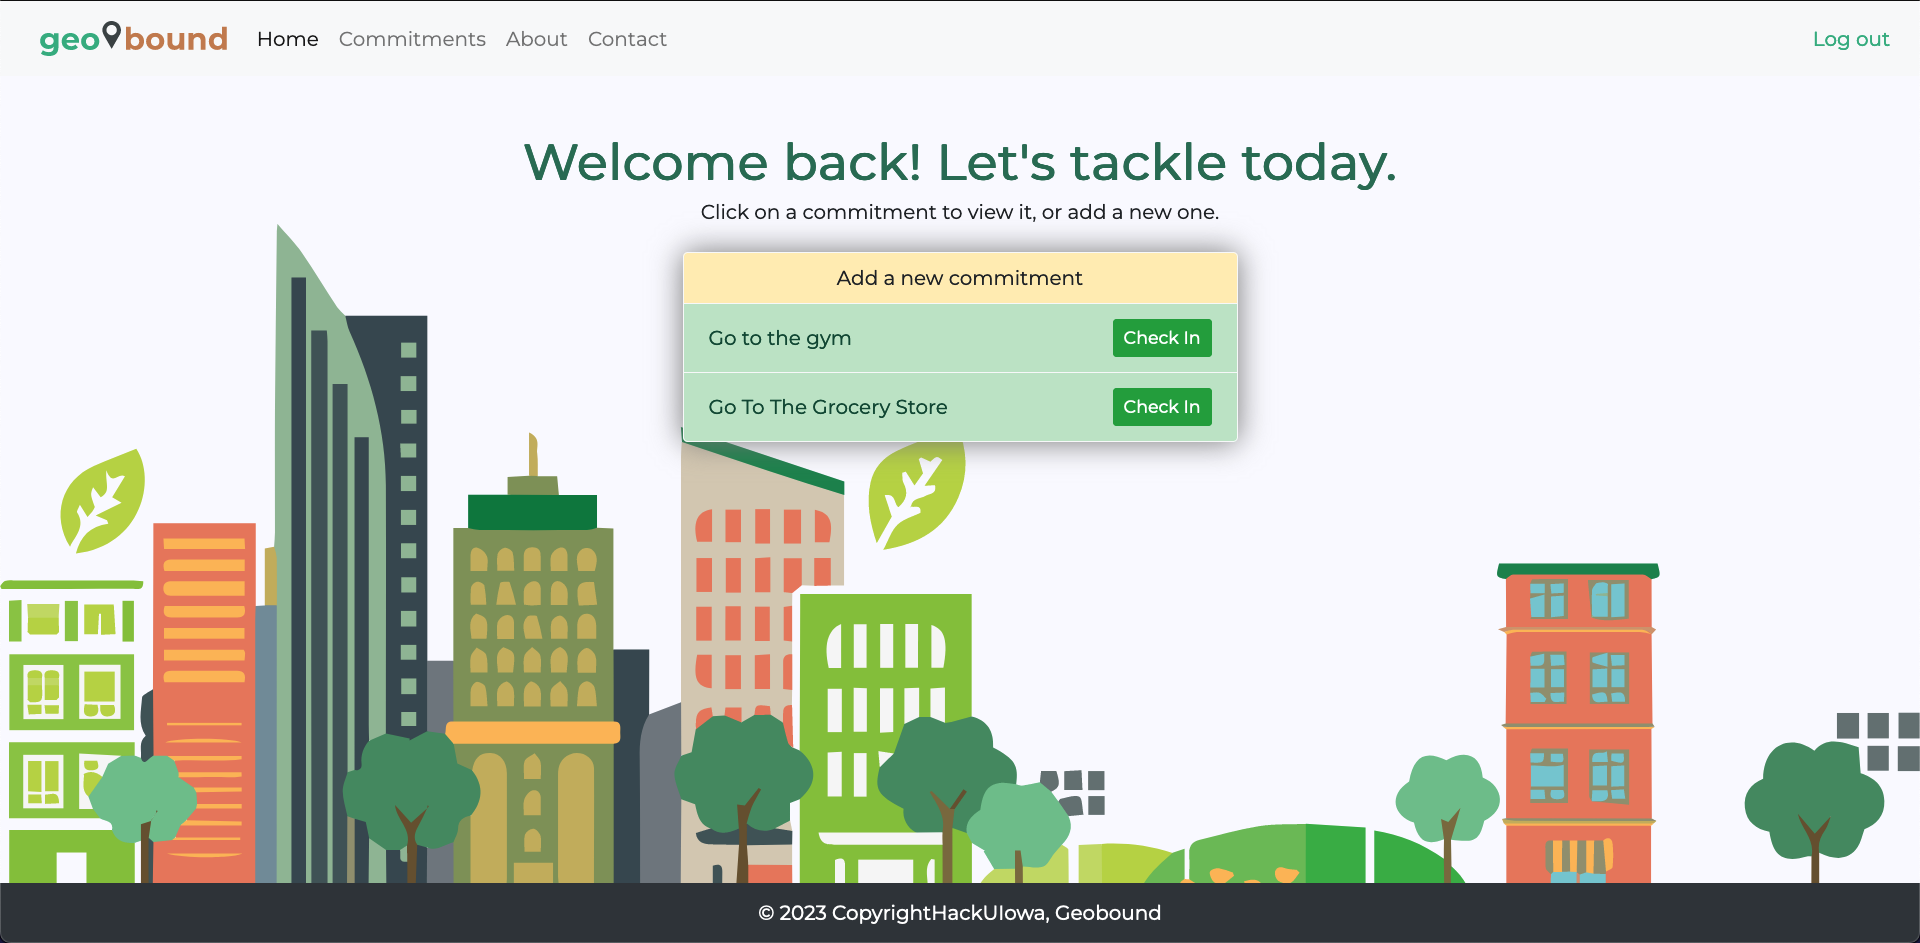 geobound Home Commitments About Contact Log out
Welcome back! Let's tackle today.
Click on a commitment to view it, or add a new one.
Add a new commitment
Go to the gym Check In
Go To The Grocery Store Check In
© 2023 CopyrightHackUIowa, Geobound